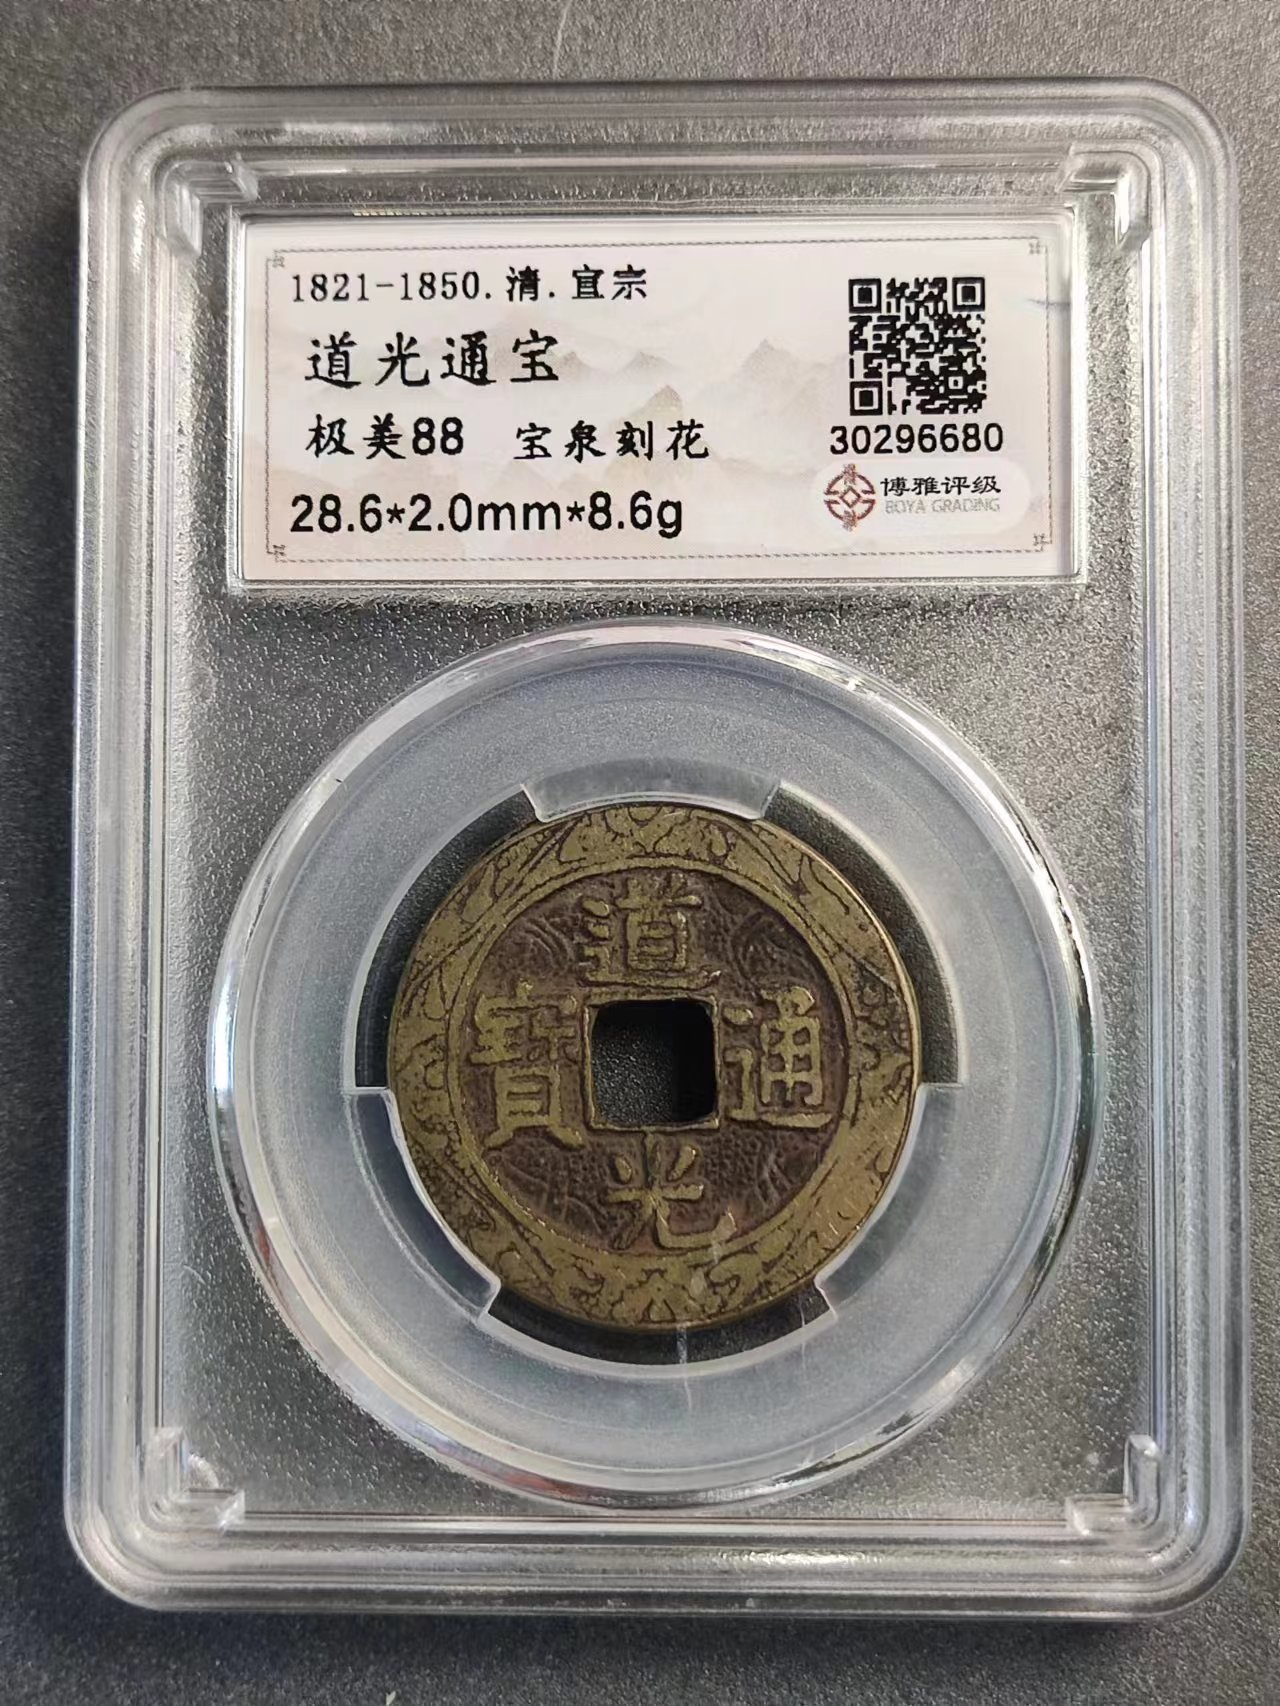 1821-1850.清.宣宗
道光通宝
极美88 宝泉刻花
28.6*2.0mm*8.6g
30296680
博雅评级
BOYA GRADING
道
寶 通
光